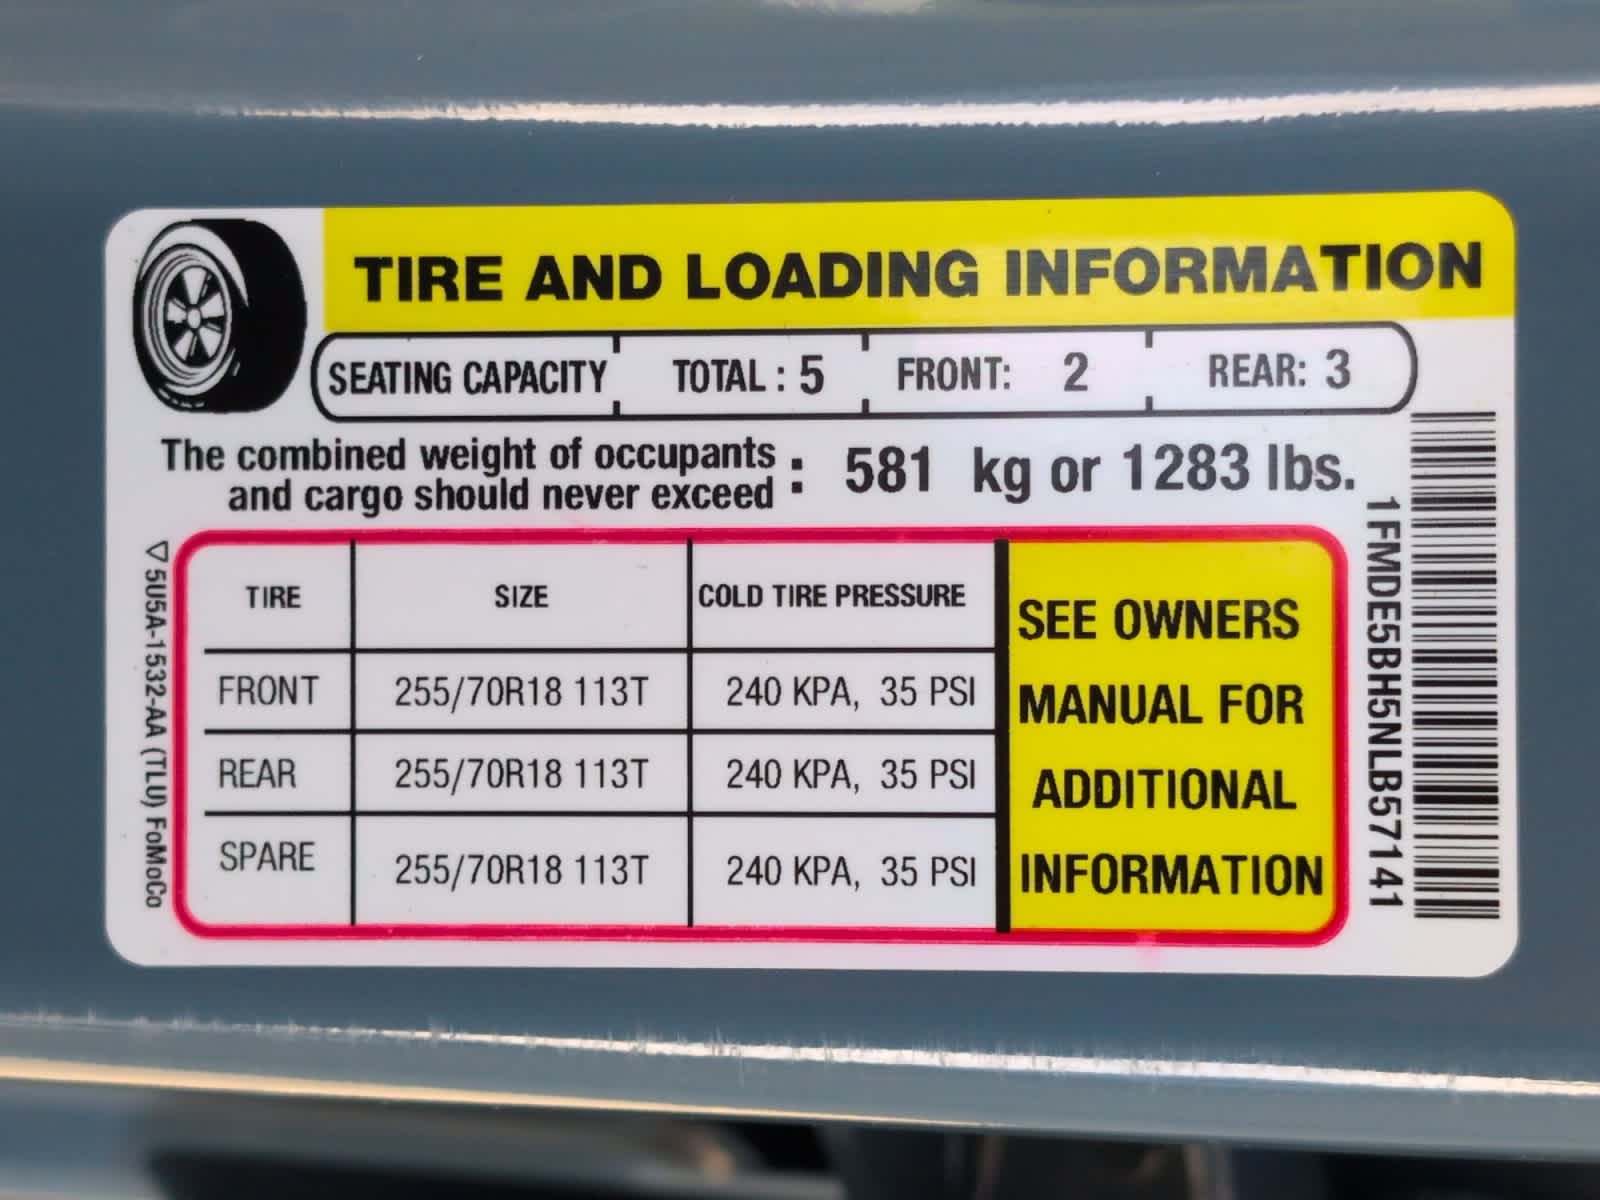 TIRE AND LOADING INFORMATION
SEATING CAPACITY TOTAL : 5 FRONT: 2 REAR: 3
The combined weight of occupants
and cargo should never exceed : 581 kg or 1283 lbs.
TIRE SIZE COLD TIRE PRESSURE
FRONT 255/70R18 113T 240 KPA, 35 PSI
REAR 255/70R18 113T 240 KPA, 35 PSI
SPARE 255/70R18 113T 240 KPA, 35 PSI
SEE OWNERS
MANUAL FOR
ADDITIONAL
INFORMATION
5U5A-1532-AA (TLU) FoMoCo
1FMDE5BH5NLB57141